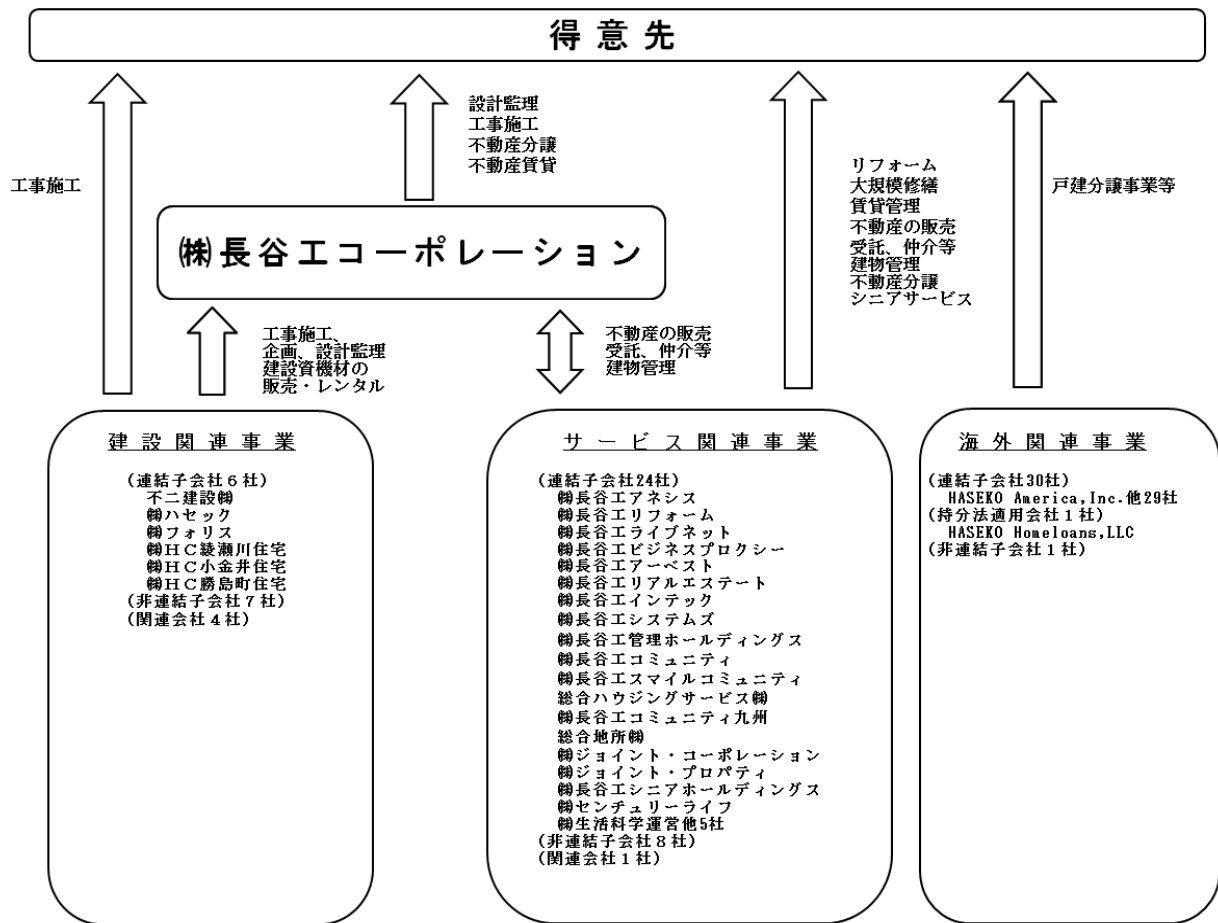 得意先
工事施工
設計監理
工事施工
不動産分譲
不動産賃貸
リフォーム
大規模修繕
賃貸管理
不動産の販売
受託、仲介等
建物管理
不動産分譲
シニアサービス
戸建分譲事業等
㈱長谷工コーポレーション
工事施工、
企画、設計監理
建設資機材の
販売・レンタル
不動産の販売
受託、仲介等
建物管理
建設関連事業
(連結子会社6社)
不二建設㈱
㈱ハセック
㈱フォリス
㈱HC綾瀬川住宅
㈱HC小金井住宅
㈱HC勝島町住宅
(非連結子会社7社)
(関連会社4社)
サービス関連事業
(連結子会社24社)
㈱長谷工アネシス
㈱長谷工リフォーム
㈱長谷工ライブネット
㈱長谷工ビジネスプロクシー
㈱長谷工アーベスト
㈱長谷工リアルエステート
㈱長谷工インテック
㈱長谷工システムズ
㈱長谷工管理ホールディングス
㈱長谷工コミュニティ
㈱長谷工スマイルコミュニティ
総合ハウジングサービス㈱
㈱長谷工コミュニティ九州
総合地所㈱
㈱ジョイント・コーポレーション
㈱ジョイント・プロパティ
㈱長谷工シニアホールディングス
㈱センチュリーライフ
㈱生活科学運営他5社
(非連結子会社8社)
(関連会社1社)
海外関連事業
(連結子会社30社)
HASEKO America,Inc.他29社
(持分法適用会社1社)
HASEKO Homeloans,LLC
(非連結子会社1社)